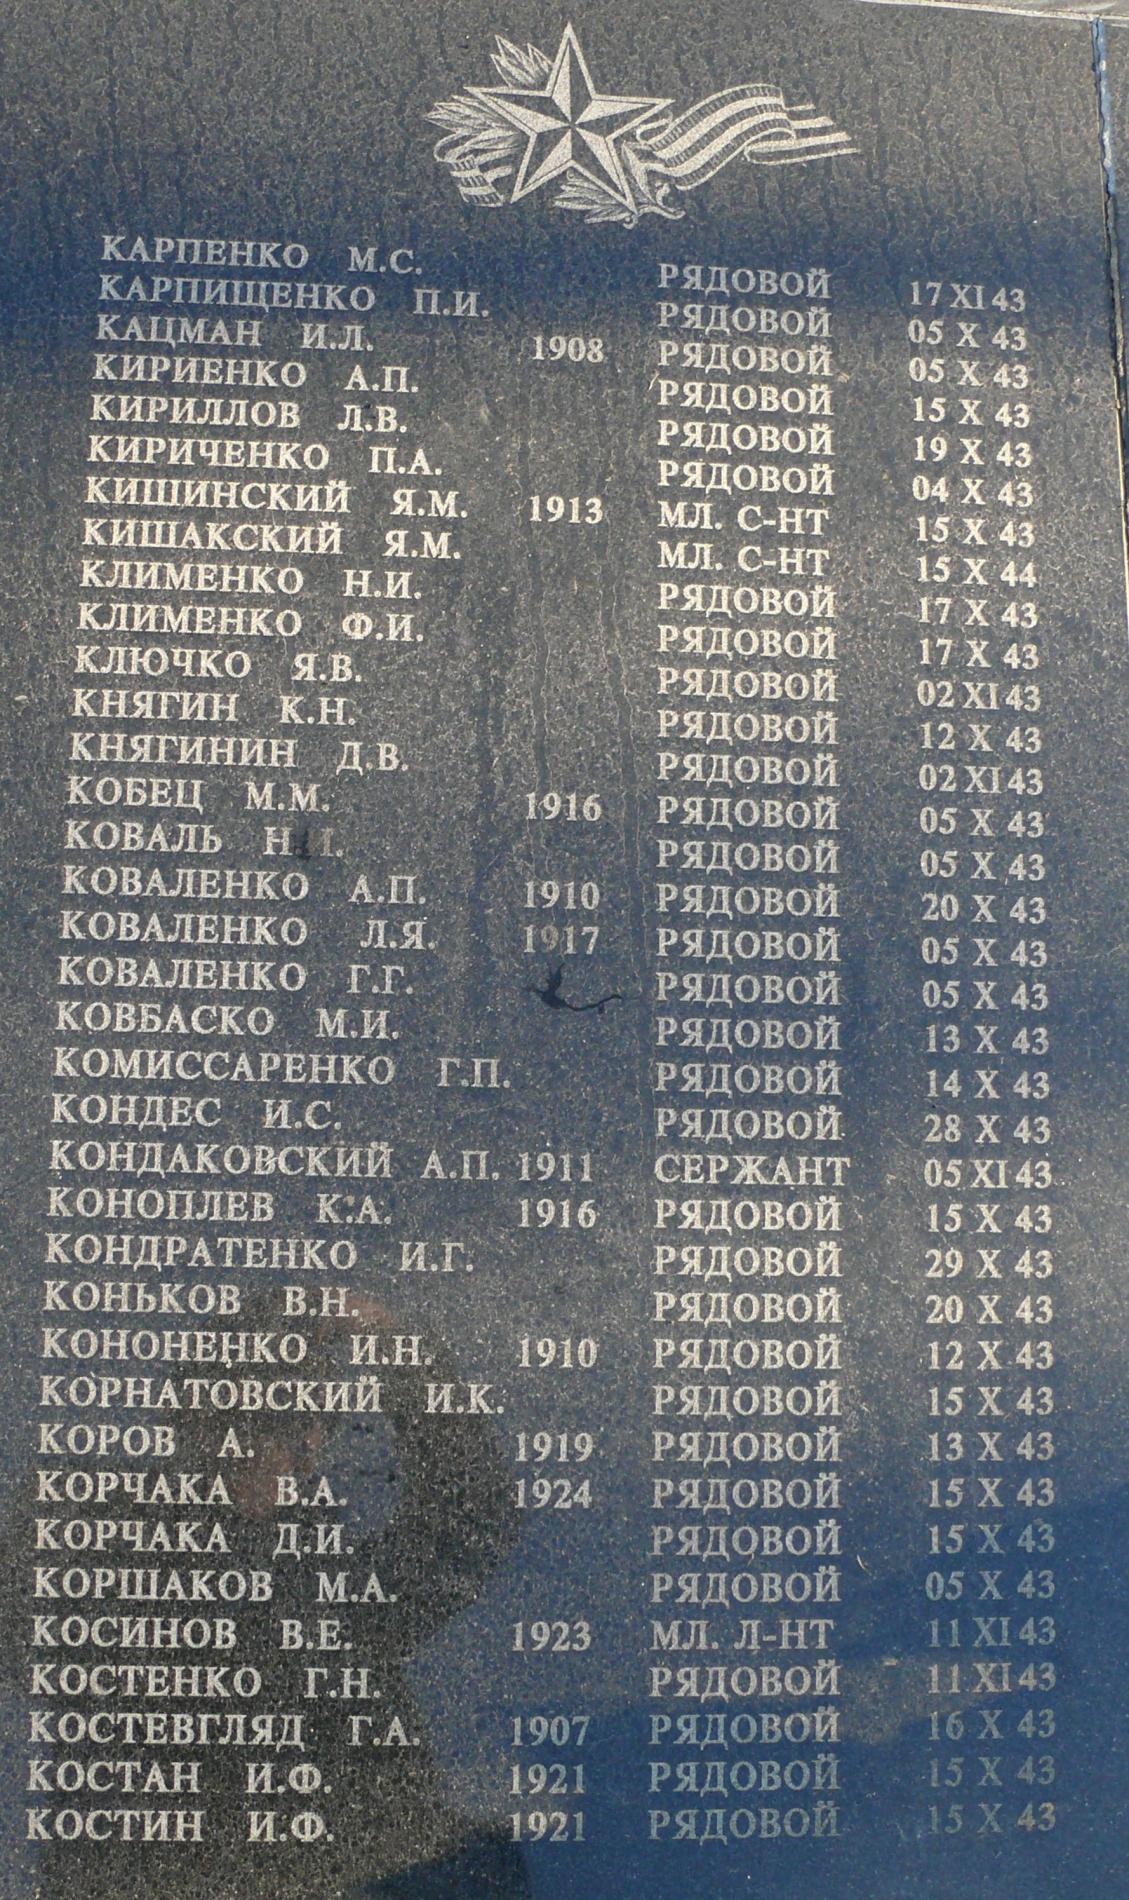 КАРПЕНКО М.С. РЯДОВОЙ 17 XI 43
КАРПИЩЕНКО П.И. РЯДОВОЙ 05 X 43
КАЦМАН И.Л. 1908 РЯДОВОЙ 05 X 43
КИРИЕНКО А.П. РЯДОВОЙ 15 X 43
КИРИЛЛОВ Л.В. РЯДОВОЙ 19 X 43
КИРИЧЕНКО П.А. РЯДОВОЙ 04 X 43
КИШИНСКИЙ Я.М. 1913 МЛ. С-НТ 15 X 43
КИШАКСКИЙ Я.М. МЛ. С-НТ 15 X 44
КЛИМЕНКО Н.И. РЯДОВОЙ 17 X 43
КЛИМЕНКО Ф.И. РЯДОВОЙ 17 X 43
КЛЮЧКО Я.В. РЯДОВОЙ 02 XI 43
КНЯГИН К.Н. РЯДОВОЙ 12 X 43
КНЯГИНИН Д.В. РЯДОВОЙ 02 XI 43
КОБЕЦ М.М. 1916 РЯДОВОЙ 05 X 43
КОВАЛЬ Н.И. РЯДОВОЙ 05 X 43
КОВАЛЕНКО А.П. 1910 РЯДОВОЙ 20 X 43
КОВАЛЕНКО Л.Я. 1917 РЯДОВОЙ 05 X 43
КОВАЛЕНКО Г.Г. РЯДОВОЙ 05 X 43
КОВБАСКО М.И. РЯДОВОЙ 13 X 43
КОМИССАРЕНКО Г.П. РЯДОВОЙ 14 X 43
КОНДЕС И.С. РЯДОВОЙ 28 X 43
КОНДАКОВСКИЙ А.П. 1911 СЕРЖАНТ 05 XI 43
КОНОПЛЕВ К.А. 1916 РЯДОВОЙ 15 X 43
КОНДРАТЕНКО И.Г. РЯДОВОЙ 29 X 43
КОНЬКОВ В.Н. РЯДОВОЙ 20 X 43
КОНОНЕНКО И.Н. 1910 РЯДОВОЙ 12 X 43
КОРНАТОВСКИЙ И.К. РЯДОВОЙ 15 X 43
КОРОВ А. 1919 РЯДОВОЙ 13 X 43
КОРЧАКА В.А. 1924 РЯДОВОЙ 15 X 43
КОРЧАКА Д.И. РЯДОВОЙ 15 X 43
КОРШАКОВ М.А. РЯДОВОЙ 05 X 43
КОСИНОВ В.Е. 1923 МЛ. Л-НТ 11 XI 43
КОСТЕНКО Г.Н. РЯДОВОЙ 11 XI 43
КОСТЕВГЛЯД Г.А. 1907 РЯДОВОЙ 16 X 43
КОСТАН И.Ф. 1921 РЯДОВОЙ 15 X 43
КОСТИН И.Ф. 1921 РЯДОВОЙ 15 X 43